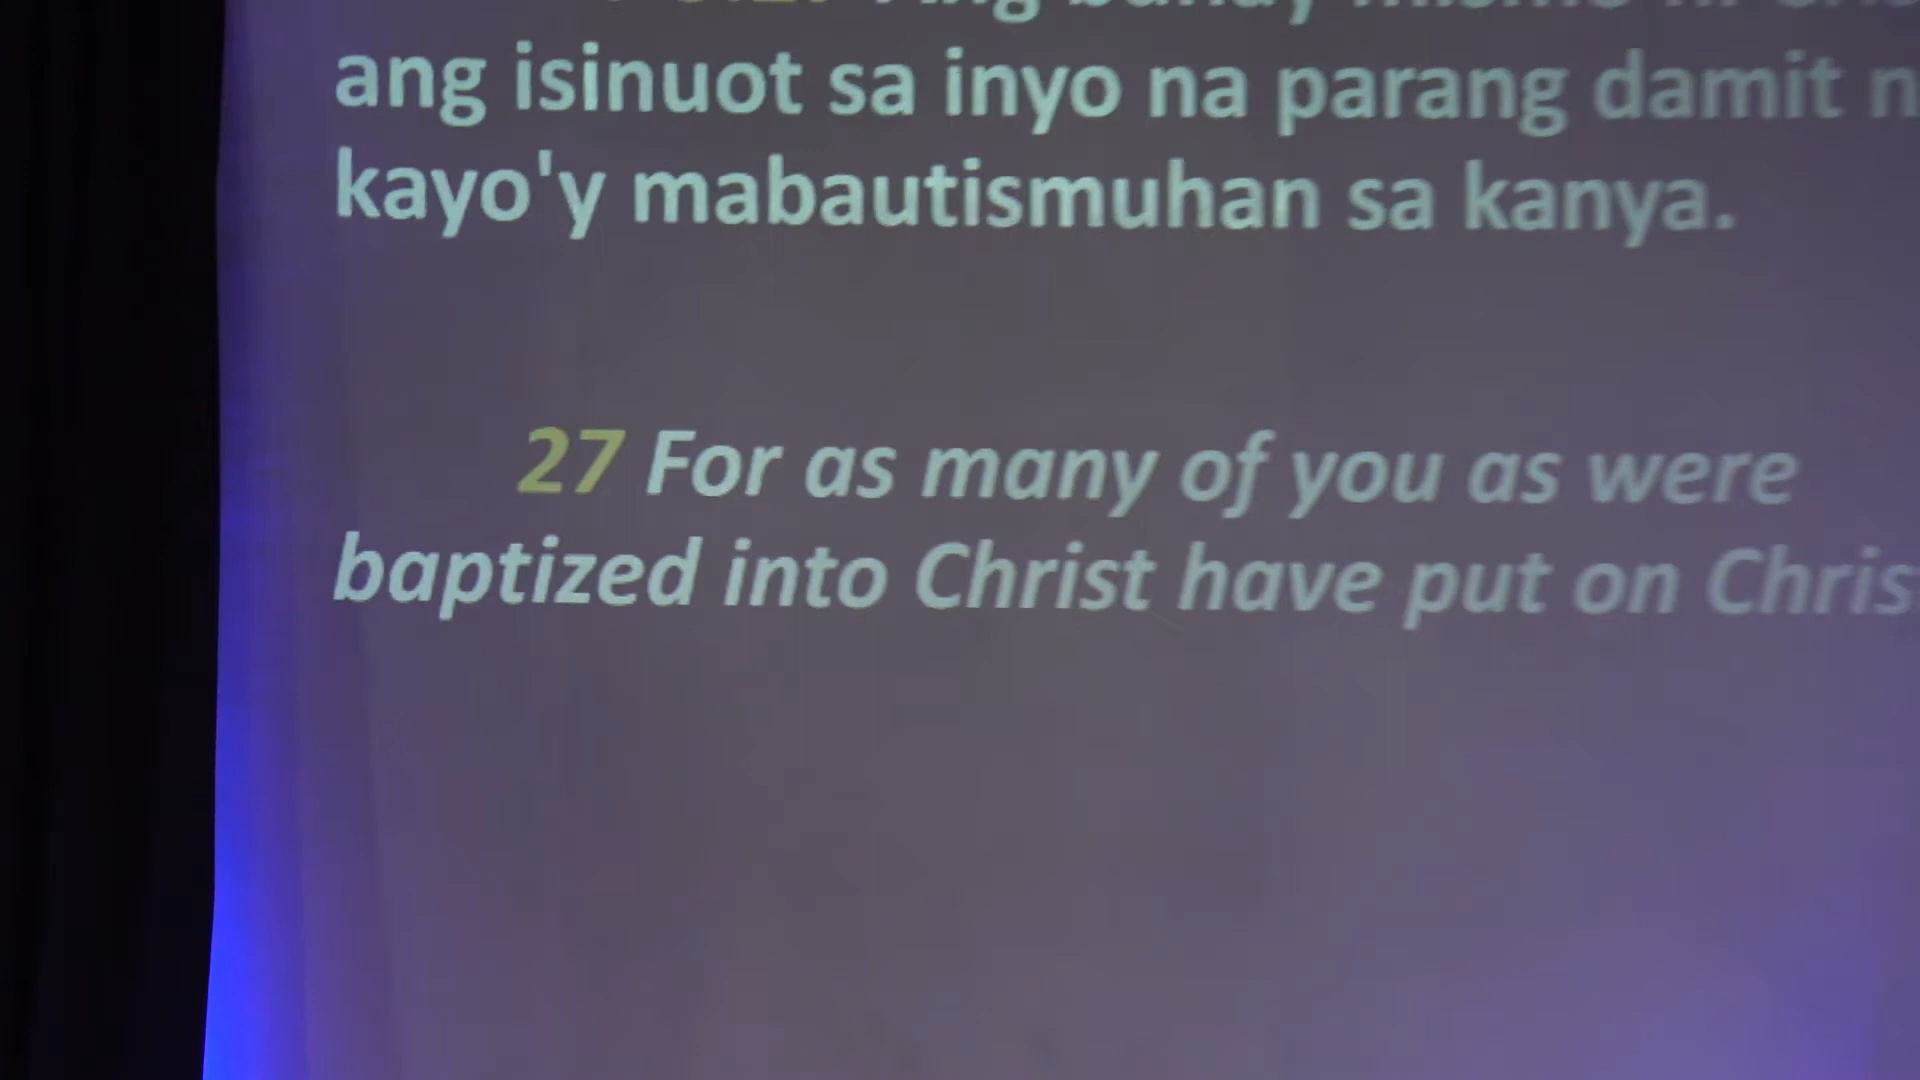 ang isinuot sa inyo na parang damit
kayo'y mabautismuhan sa kanya.
27 For as many of you as were
baptized into Christ have put on